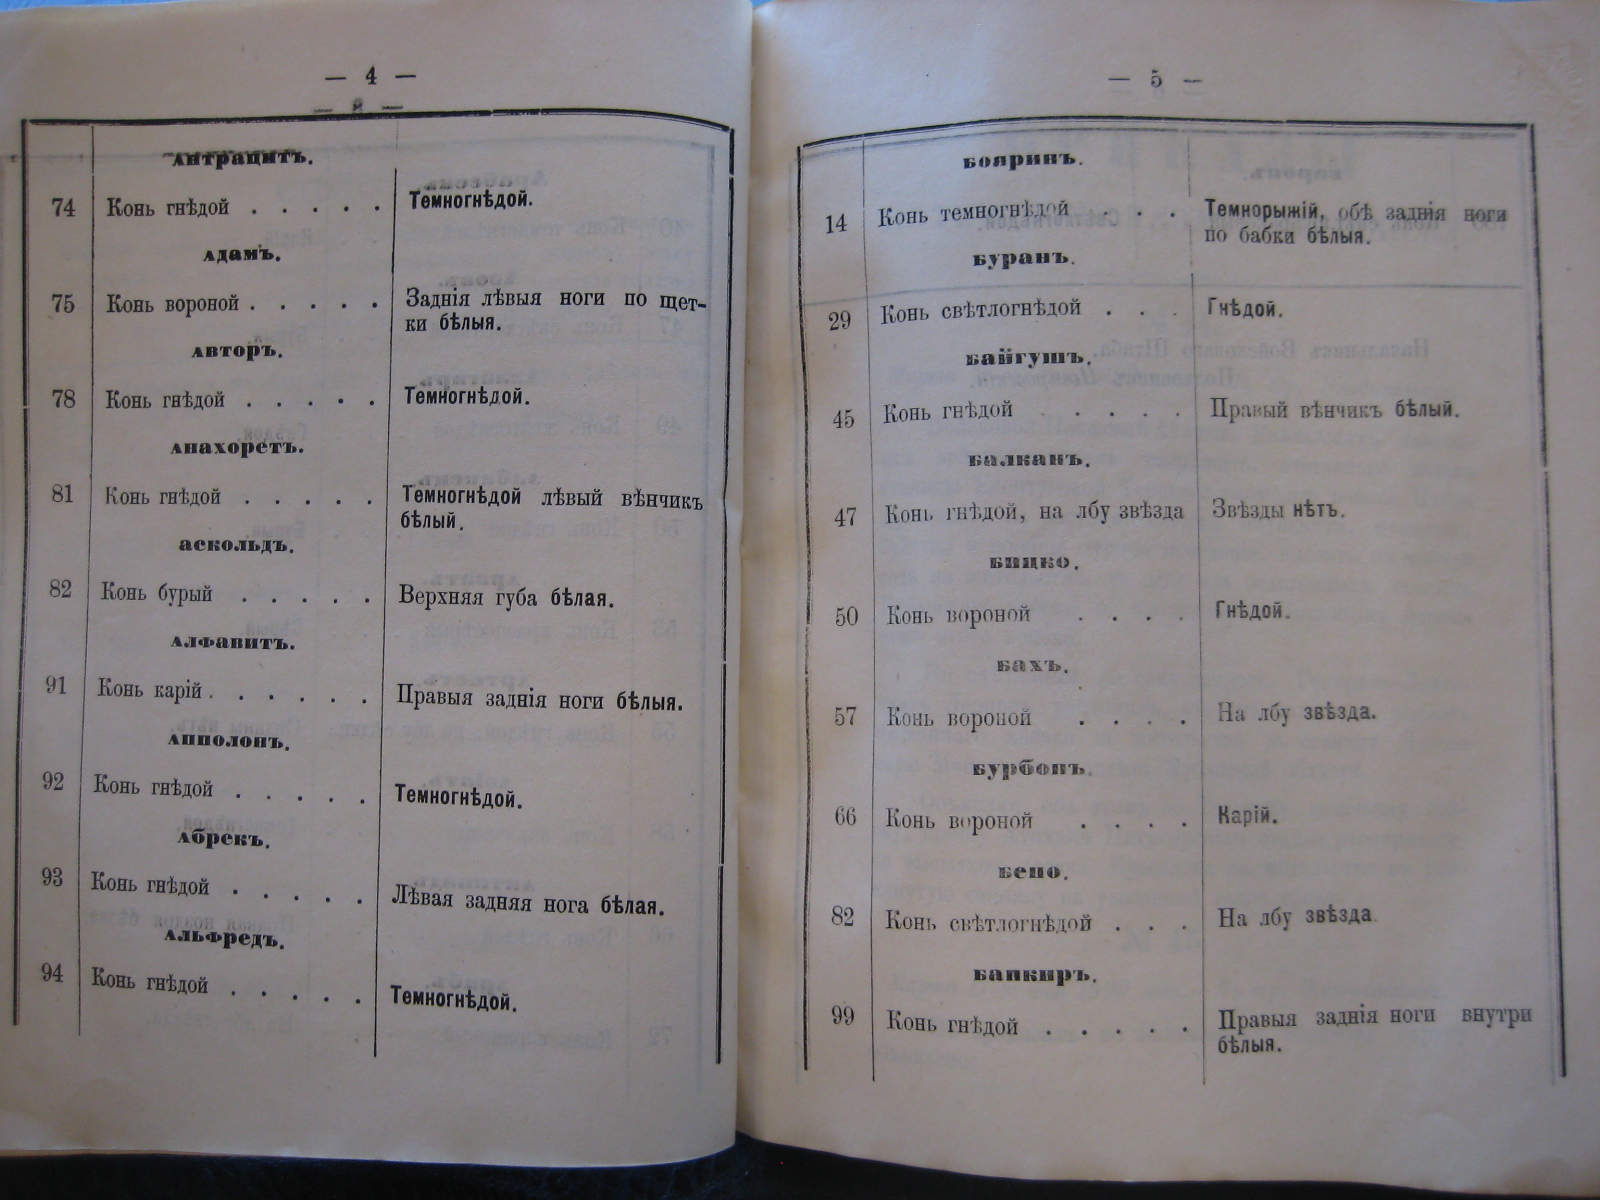 — 4 —
АНТРАЦИТЪ.
74 Конь гнѣдой . . . . . Темногнѣдой.
АДАМЪ.
75 Конь вороной . . . . . Заднія лѣвыя ноги по щет-
ки бѣлыя.
АВТОРЪ.
78 Конь гнѣдой . . . . . Темногнѣдой.
АНАХОРЕТЪ.
81 Конь гнѣдой . . . . . Темногнѣдой лѣвый вѣнчикъ
бѣлый.
АСКОЛЬДЪ.
82 Конь бурый . . . . . Верхняя губа бѣлая.
АЛФАВИТЪ.
91 Конь карій . . . . . . Правыя заднія ноги бѣлыя.
АППОЛОНЪ.
92 Конь гнѣдой . . . . . Темногнѣдой.
АБРЕКЪ.
93 Конь гнѣдой . . . . . Лѣвая задняя нога бѣлая.
АЛЬФРЕДЪ.
94 Конь гнѣдой . . . . . Темногнѣдой.
— 5 —
БОЯРИНЪ.
14 Конь темногнѣдой . . . Темнорыжій, обѣ заднія ноги
по бабки бѣлыя.
БУРАНЪ.
29 Конь свѣтлогнѣдой . . . Гнѣдой.
БАЙГУШЪ.
45 Конь гнѣдой . . . . . Правый вѣнчикъ бѣлый.
БАЛКАНЪ.
47 Конь гнѣдой, на лбу звѣзда Звѣзды нѣтъ.
БИЦКО.
50 Конь вороной . . . . Гнѣдой.
БАХЪ.
57 Конь вороной . . . . На лбу звѣзда.
БУРБОНЪ.
66 Конь вороной . . . . Карій.
82 Конь свѣтлогнѣдой . . . На лбу звѣзда.
99 Конь гнѣдой . . . . . Правыя заднія ноги внутри
бѣлыя.